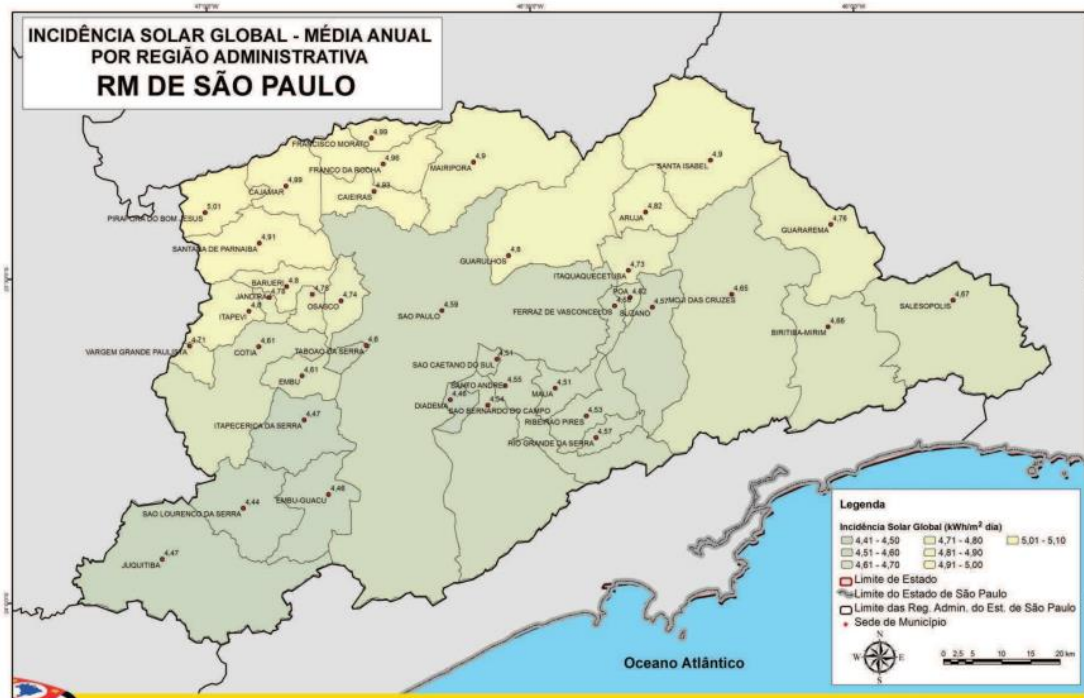 47°0'0"W
46°0'0"W
INCIDÊNCIA SOLAR GLOBAL - MÉDIA ANUAL
POR REGIÃO ADMINISTRATIVA
RM DE SÃO PAULO
4,99
FRANCISCO MORATO
4,96
FRANCO DA ROCHA
4,9
MAIRIPORA
4,9
SANTA ISABEL
4,95
CAJAMAR
4,93
CAIEIRAS
5,01
PIRAPORA DO BOM JESUS
4,82
ARUJA
4,76
GUARAREMA
4,91
SANTANA DE PARNAIBA
4,8
GUARULHOS
4,73
ITAQUAQUECETUBA
4,8
BARUERI
JANDIRA
4,8
ITAPEVI
4,74
OSASCO
4,59
SAO PAULO
4,62
POA
FERRAZ DE VASCONCELOS
4,57
SUZANO
4,65
MOJI DAS CRUZES
4,67
SALESOPOLIS
4,66
BIRITIBA-MIRIM
4,71
VARGEM GRANDE PAULISTA
4,61
COTIA
4,6
TABOAO DA SERRA
4,51
SAO CAETANO DO SUL
4,61
EMBU
4,55
SANTO ANDRE
4,51
MAUA
DIADEMA
4,54
SAO BERNARDO DO CAMPO
4,47
ITAPECERICA DA SERRA
4,53
RIBEIRAO PIRES
4,57
RIO GRANDE DA SERRA
4,46
EMBU-GUACU
4,44
SAO LOURENCO DA SERRA
4,47
JUQUITIBA
Legenda
Incidência Solar Global (kWh/m² dia)
4,41 - 4,50 4,71 - 4,80 5,01 - 5,10
4,51 - 4,60 4,81 - 4,90
4,61 - 4,70 4,91 - 5,00
Limite de Estado
Limite do Estado de São Paulo
Limite das Reg. Admin. do Est. de São Paulo
Sede de Município
N
W E
S
0 2,5 5 10 15 20 km
Oceano Atlântico